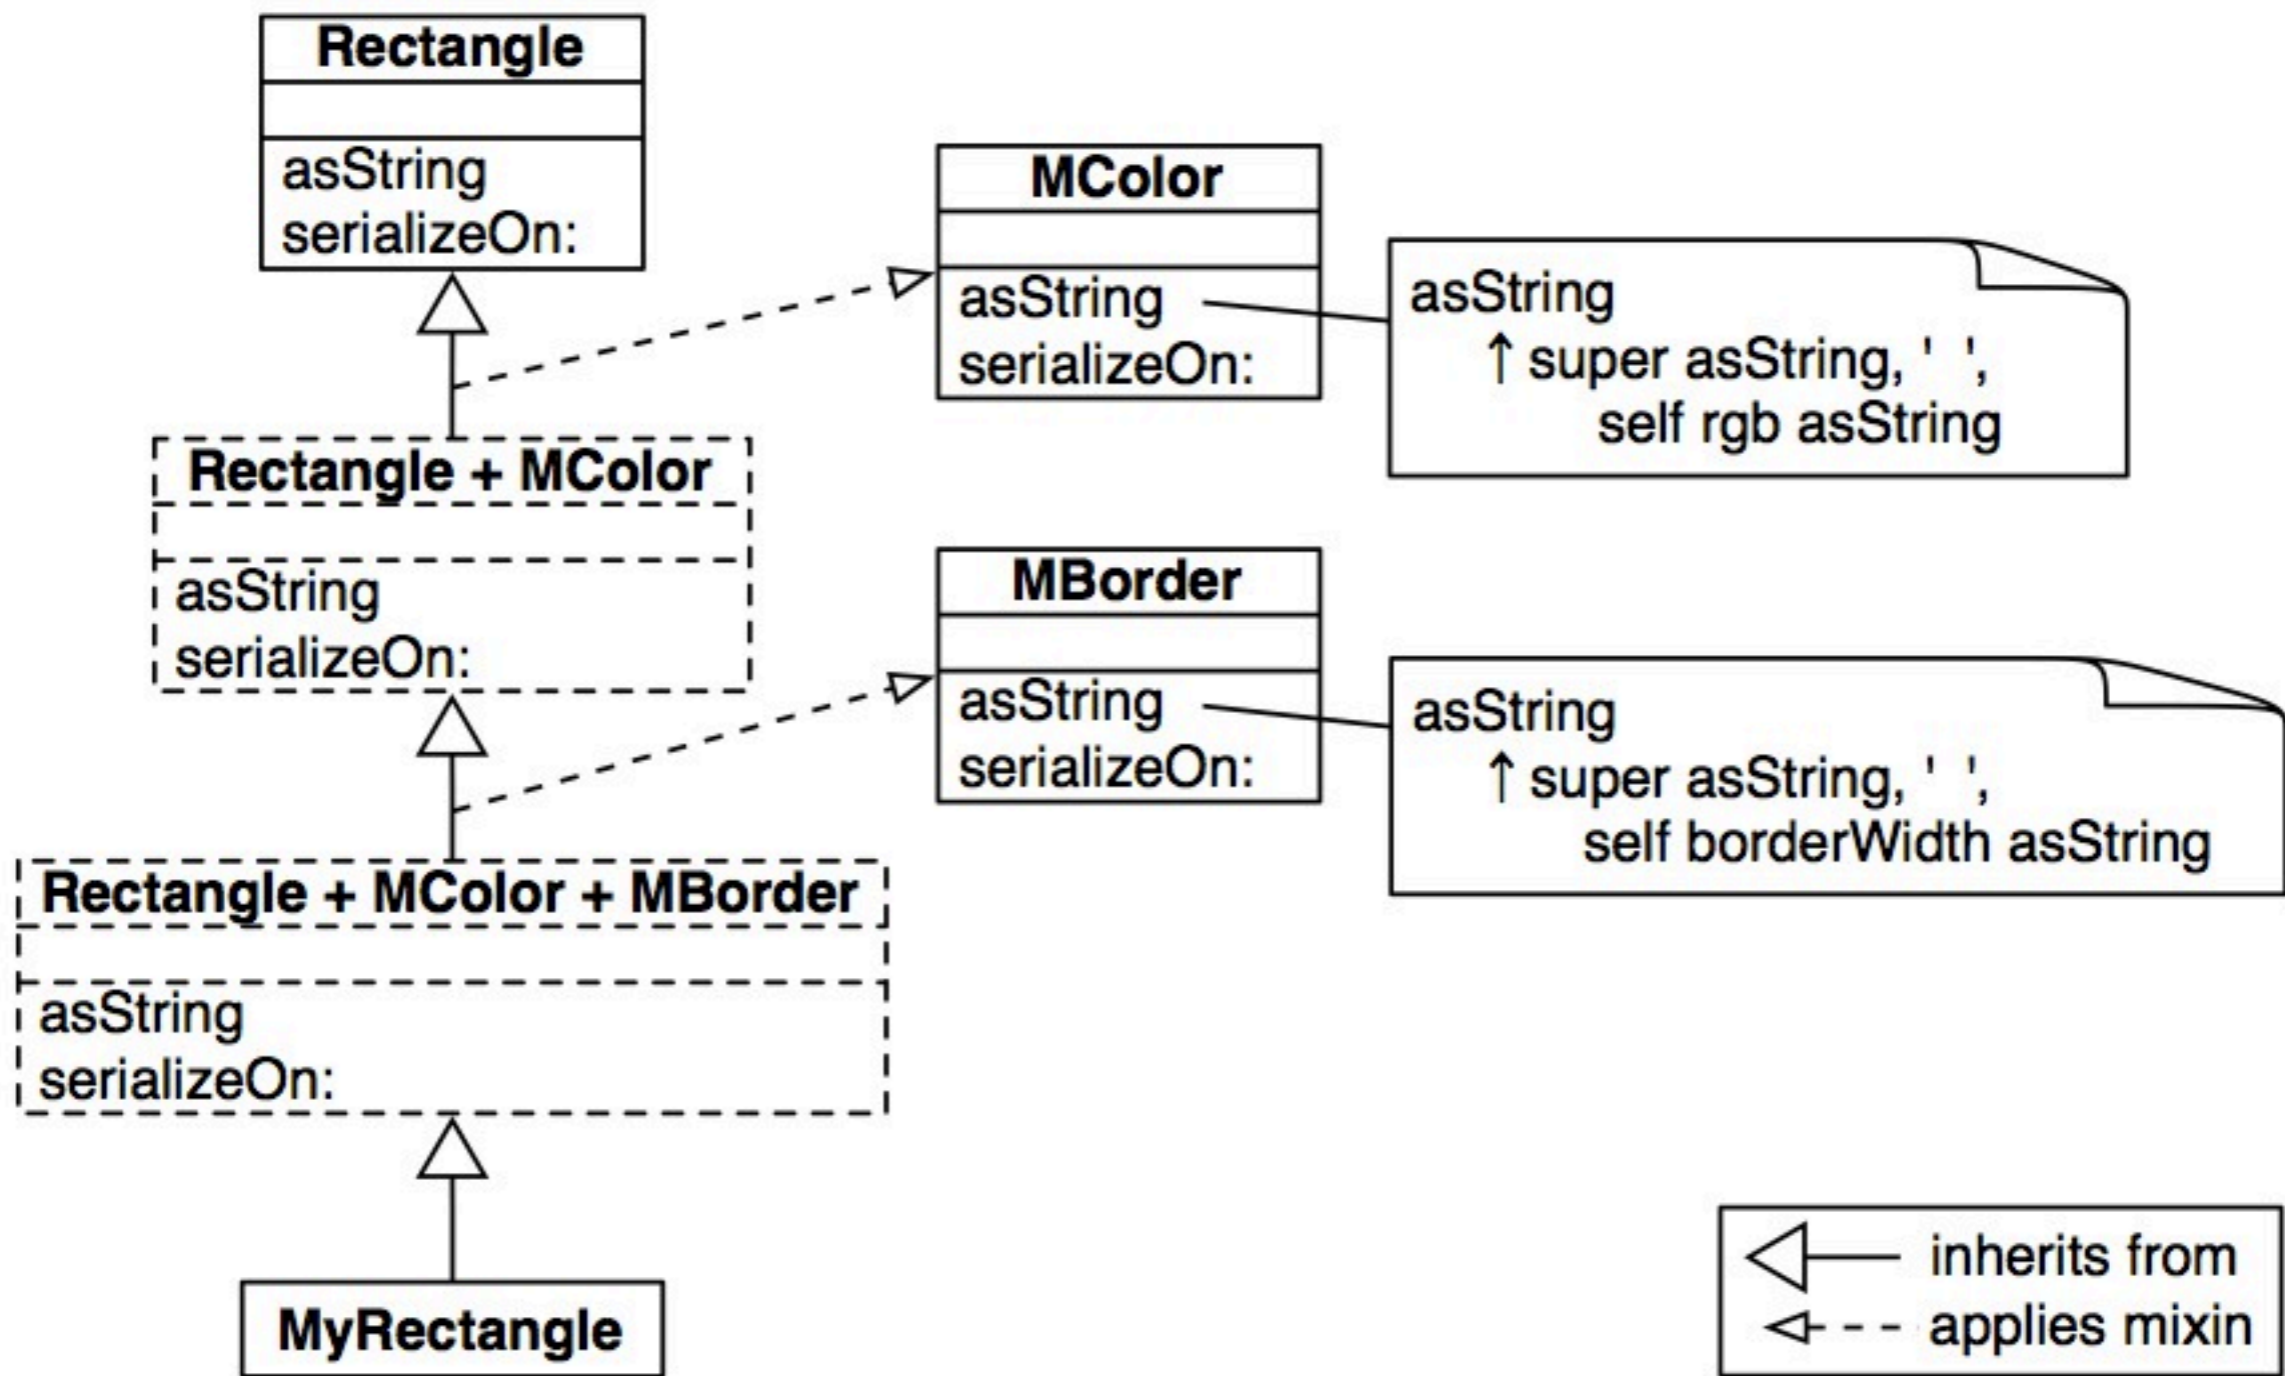 Rectangle
asString
serializeOn:
MColor
asString
serializeOn:
asString
↑ super asString, ' ',
self rgb asString
Rectangle + MColor
asString
serializeOn:
MBorder
asString
serializeOn:
asString
↑ super asString, ' ',
self borderWidth asString
Rectangle + MColor + MBorder
asString
serializeOn:
MyRectangle
inherits from
applies mixin